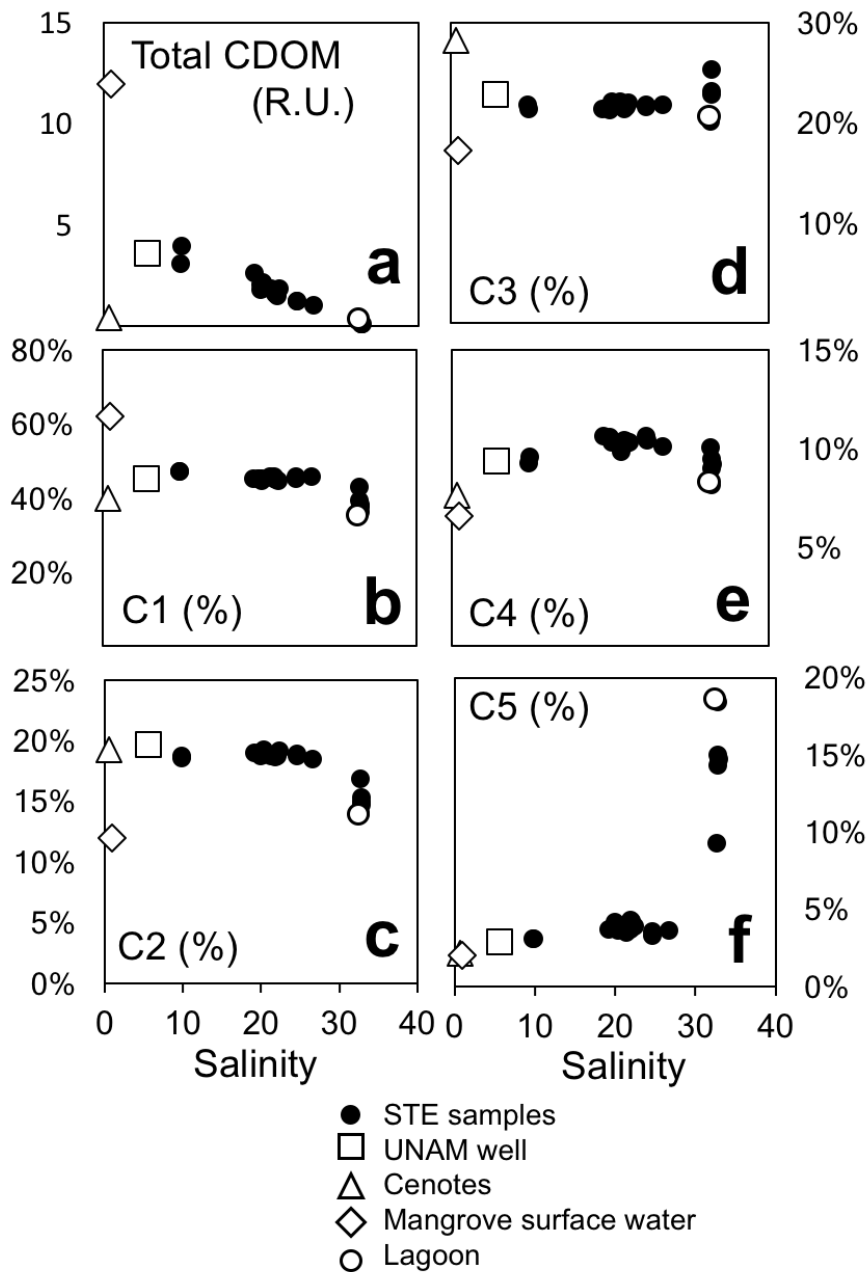 15
10
5
Total CDOM
(R.U.)
a
30%
20%
10%
C3 (%)
d
80%
60%
40%
20%
C1 (%)
b
15%
10%
5%
C4 (%)
e
25%
20%
15%
10%
5%
0%
C2 (%)
c
0 10 20 30 40
Salinity
C5 (%)
20%
15%
10%
5%
0%
f
0 10 20 30 40
Salinity
STE samples
UNAM well
Cenotes
Mangrove surface water
Lagoon